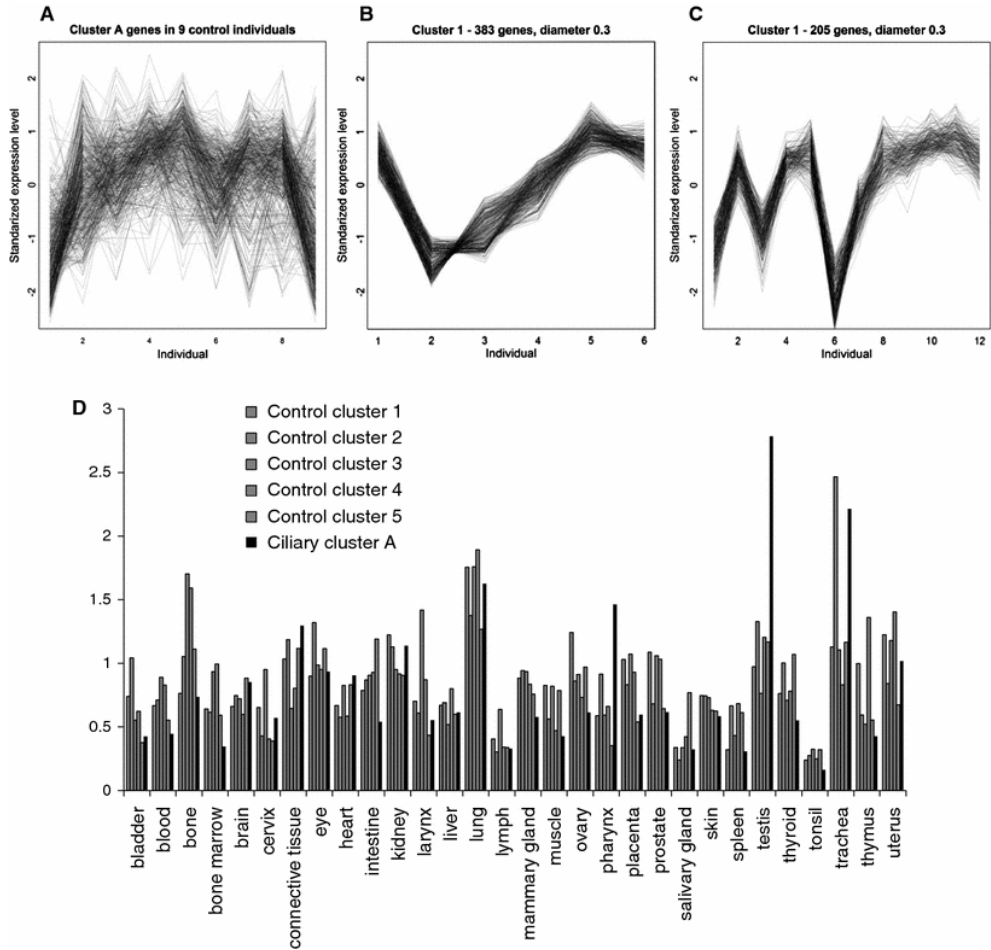 A
Cluster A genes in 9 control individuals
Standarized expression level
2
1
0
-1
-2
2
4
6
8
Individual
B
Cluster 1 - 383 genes, diameter 0.3
Standarized expression level
2
1
0
-1
-2
1
2
3
4
5
6
Individual
C
Cluster 1 - 205 genes, diameter 0.3
Standarized expression level
2
1
0
-1
-2
2
4
6
8
10
12
Individual
D
3
2.5
2
1.5
1
0.5
0
Control cluster 1
Control cluster 2
Control cluster 3
Control cluster 4
Control cluster 5
Ciliary cluster A
bladder
blood
bone
bone marrow
brain
cervix
connective tissue
eye
heart
intestine
kidney
larynx
liver
lung
lymph
mammary gland
muscle
ovary
pharynx
placenta
prostate
salivary gland
skin
spleen
testis
thyroid
tonsil
trachea
thymus
uterus